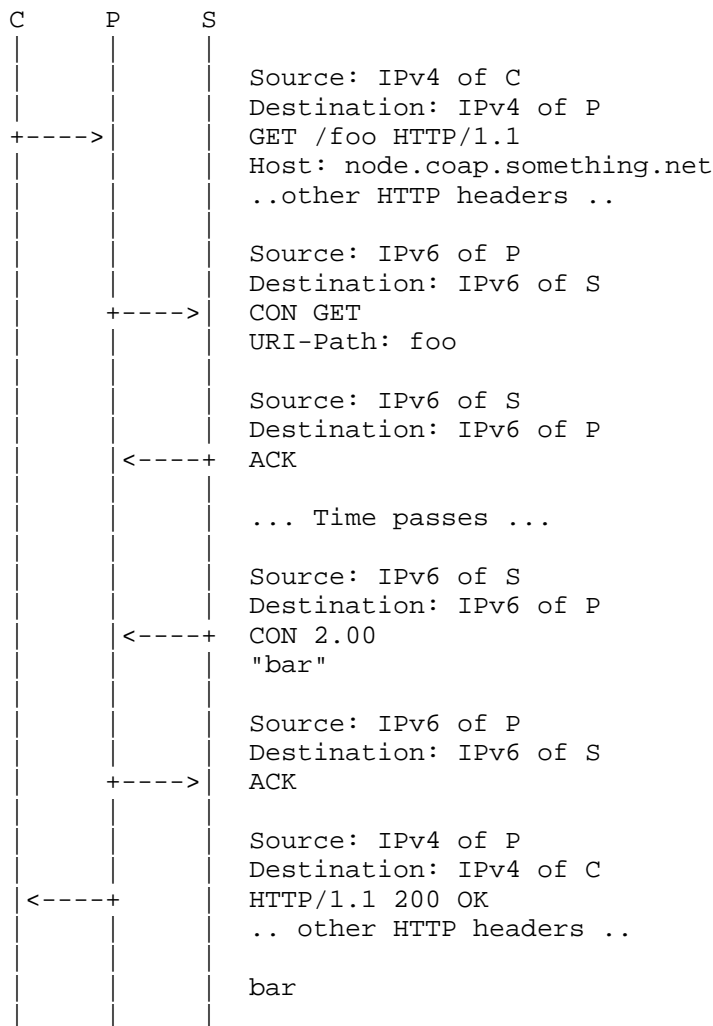 C P S
Source: IPv4 of C
Destination: IPv4 of P
+----> GET /foo HTTP/1.1
Host: node.coap.something.net
..other HTTP headers ..
Source: IPv6 of P
Destination: IPv6 of S
+----> CON GET
URI-Path: foo
Source: IPv6 of S
Destination: IPv6 of P
<----+ ACK
... Time passes ...
Source: IPv6 of S
Destination: IPv6 of P
<----+ CON 2.00
"bar"
Source: IPv6 of P
Destination: IPv6 of S
+----> ACK
Source: IPv4 of P
Destination: IPv4 of C
<----+ HTTP/1.1 200 OK
.. other HTTP headers ..
bar